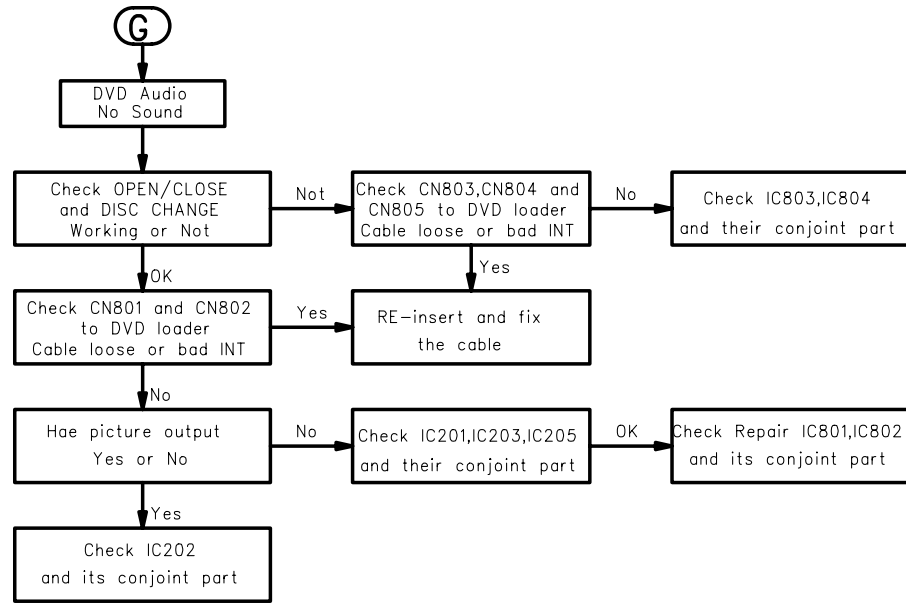 G
DVD Audio
No Sound
Check OPEN/CLOSE
and DISC CHANGE
Working or Not
Not
Check CN803,CN804 and
CN805 to DVD loader
Cable loose or bad INT
No
Check IC803,IC804
and their conjoint part
OK
Yes
Check CN801 and CN802
to DVD loader
Cable loose or bad INT
Yes
RE-insert and fix
the cable
No
Hae picture output
Yes or No
No
Check IC201,IC203,IC205
and their conjoint part
OK
Check Repair IC801,IC802
and its conjoint part
Yes
Check IC202
and its conjoint part